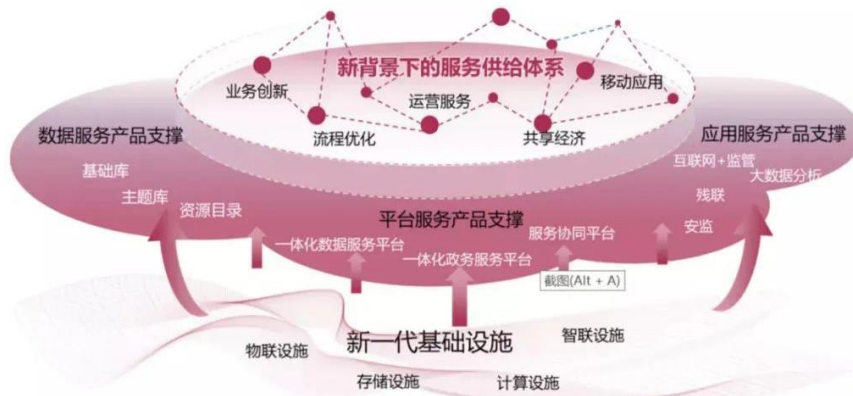 新背景下的服务供给体系
业务创新
运营服务
移动应用
流程优化
共享经济
数据服务产品支撑
基础库
主题库
资源目录
平台服务产品支撑
一体化数据服务平台
一体化政务服务平台
服务协同平台
应用服务产品支撑
互联网+监管
大数据分析
残联
安监
截图(Alt + A)
新一代基础设施
物联设施
智联设施
存储设施
计算设施